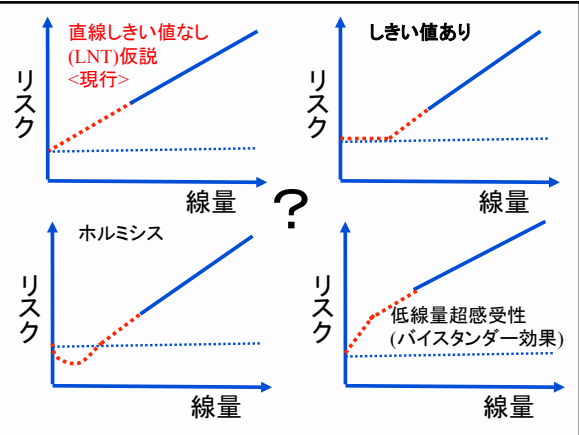 直線しきい値なし
(LNT)仮説
<現行>
リスク
線量
しきい値あり
リスク
線量
?
ホルミシス
リスク
線量
低線量超感受性
(バイスタンダー効果)
リスク
線量